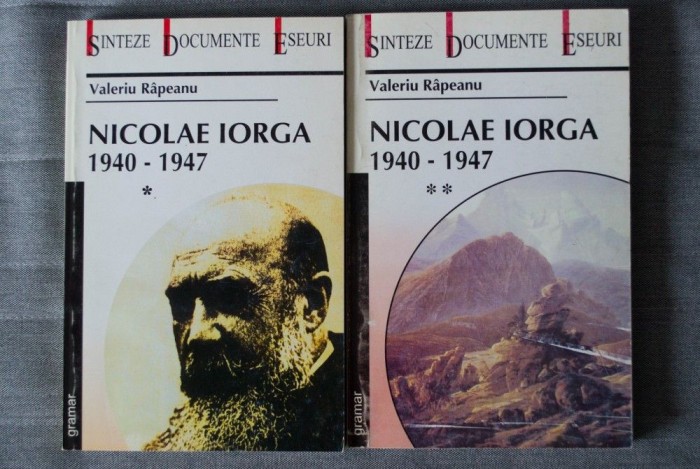 SINTEZE DOCUMENTE ESEURI
Valeriu Râpeanu
NICOLAE IORGA
1940 - 1947
*
gramar
SINTEZE DOCUMENTE ESEURI
Valeriu Râpeanu
NICOLAE IORGA
1940 - 1947
**
gramar